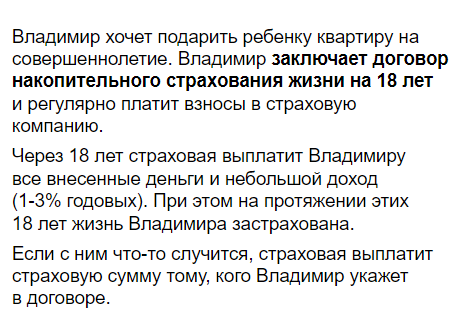 Владимир хочет подарить ребенку квартиру на
совершеннолетие. Владимир заключает договор
накопительного страхования жизни на 18 лет
и регулярно платит взносы в страховую
компанию.
Через 18 лет страховая выплатит Владимиру
все внесенные деньги и небольшой доход
(1-3% годовых). При этом на протяжении этих
18 лет жизнь Владимира застрахована.
Если с ним что-то случится, страховая выплатит
страховую сумму тому, кого Владимир укажет
в договоре.